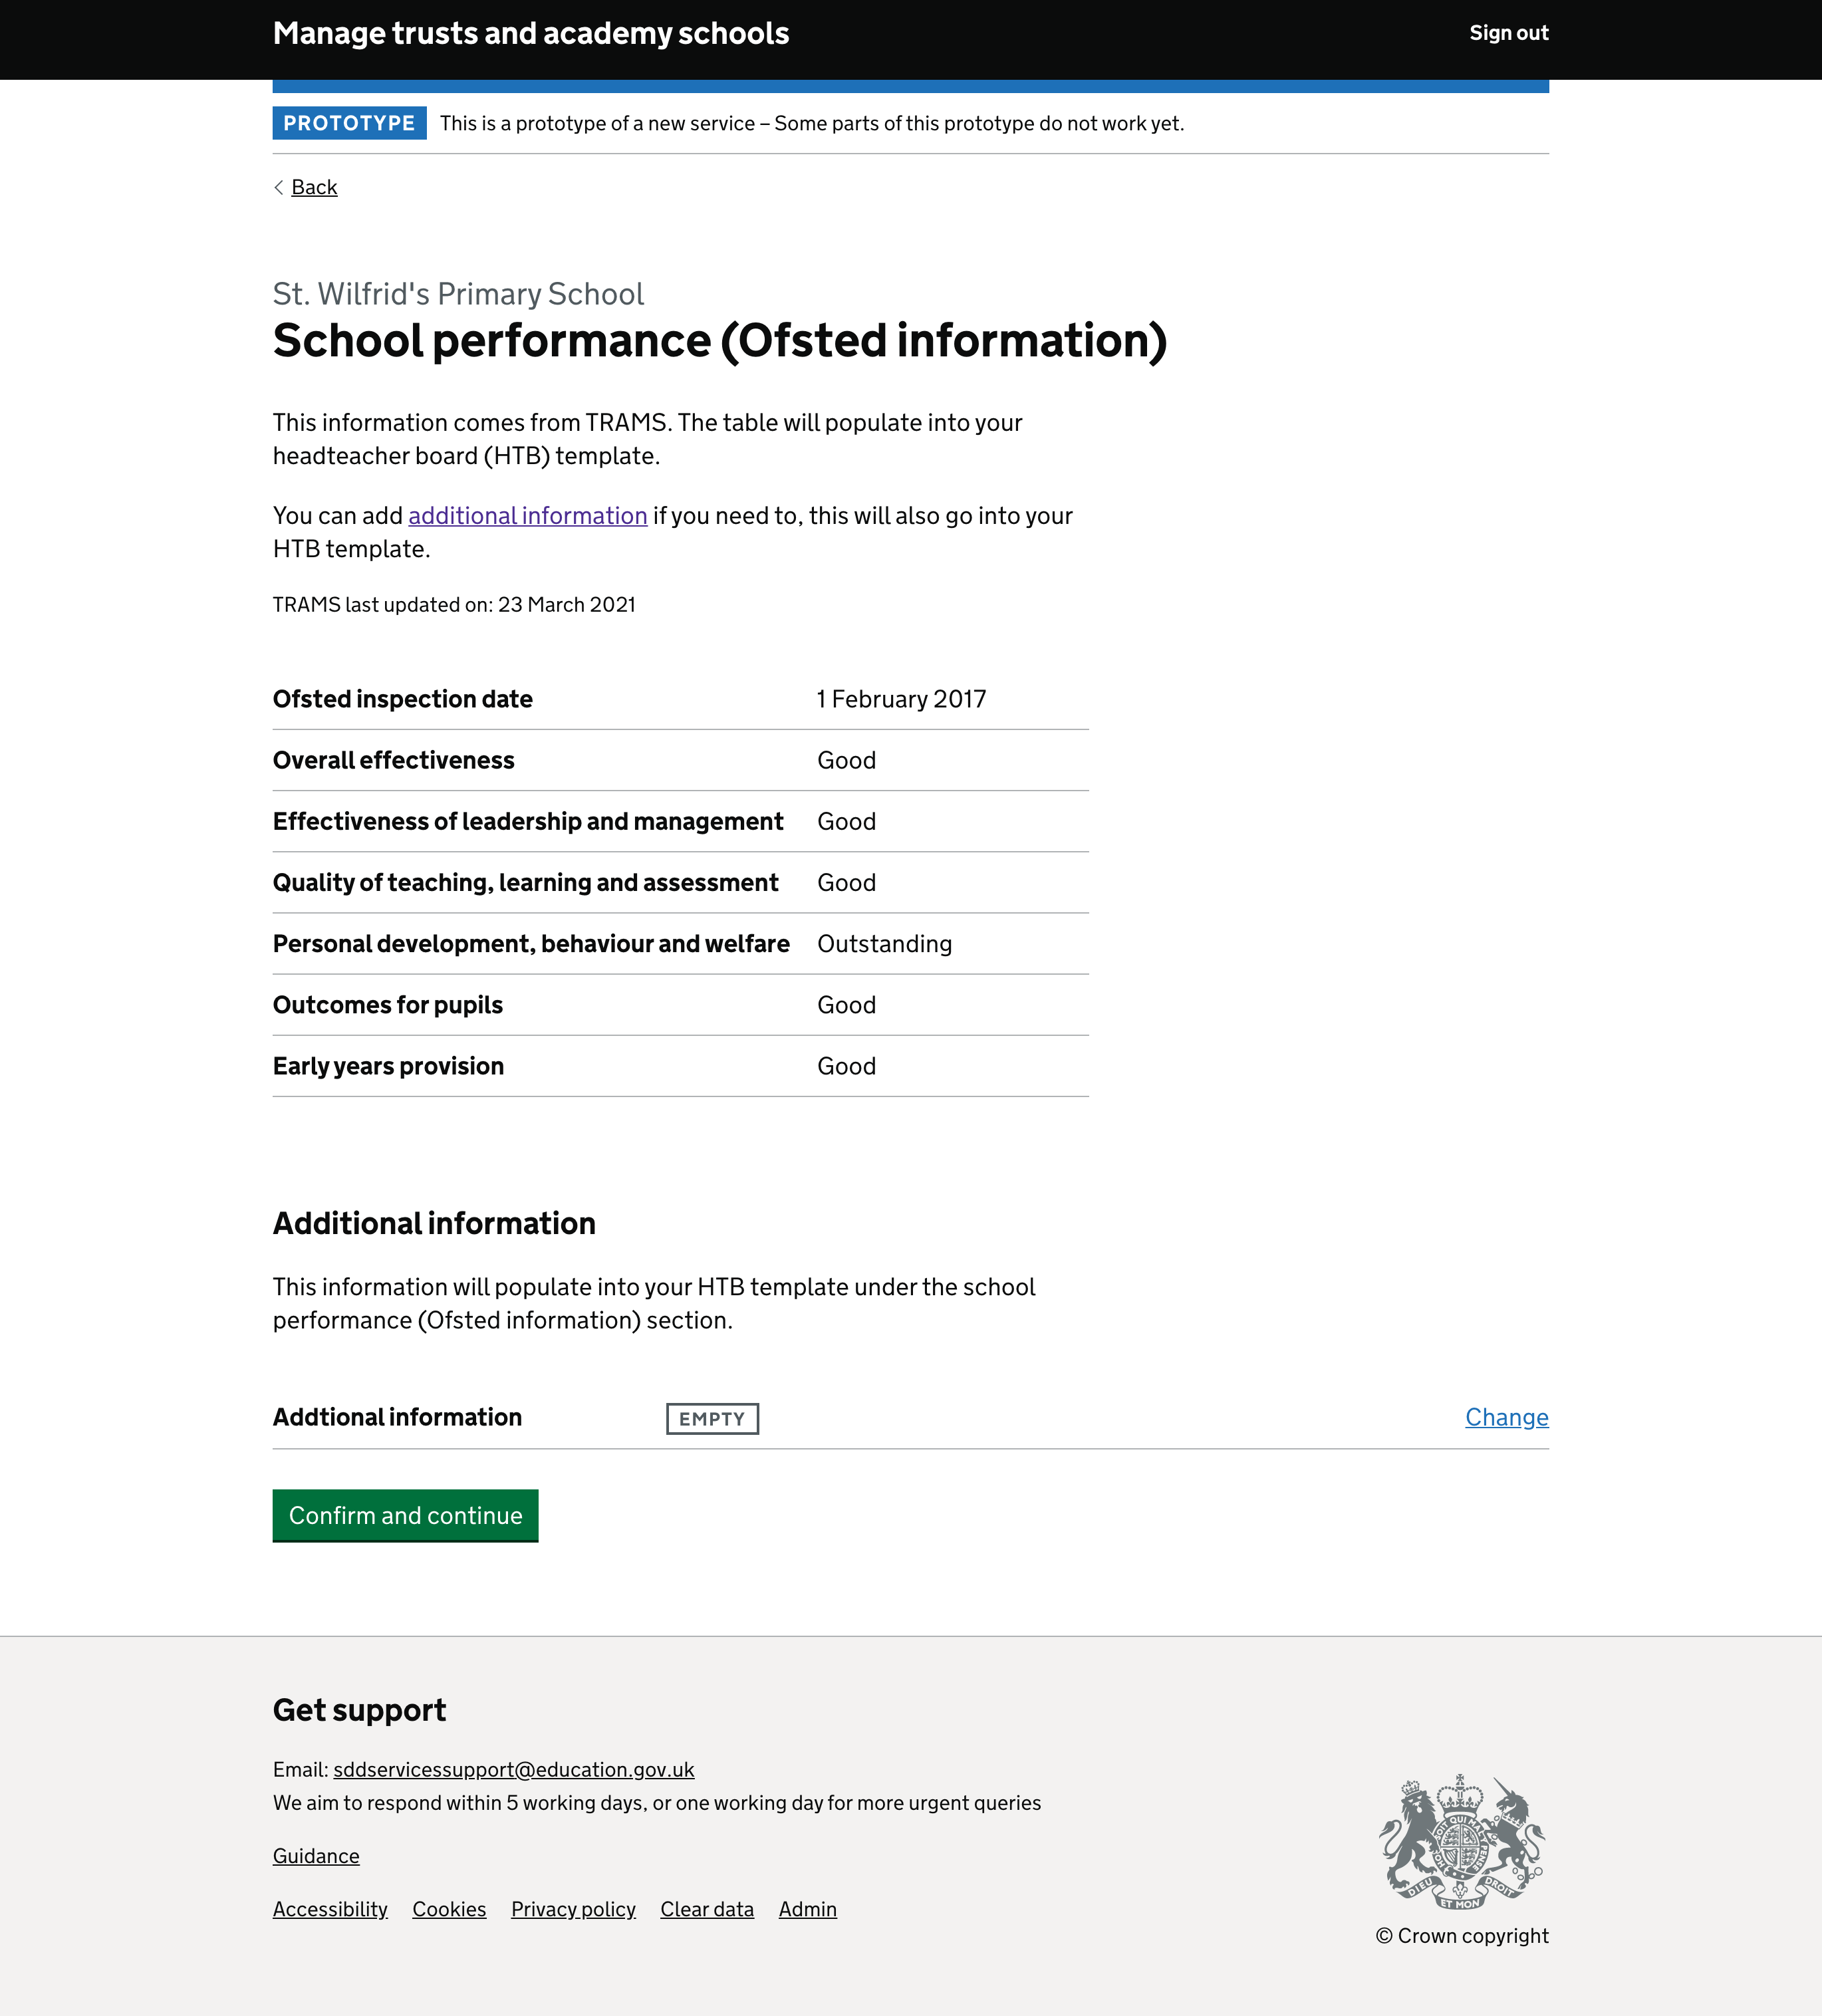 Manage trusts and academy schools
Sign out
PROTOTYPE This is a prototype of a new service – Some parts of this prototype do not work yet.
Back
St. Wilfrid's Primary School
School performance (Ofsted information)
This information comes from TRAMS. The table will populate into your
headteacher board (HTB) template.
You can add additional information if you need to, this will also go into your
HTB template.
TRAMS last updated on: 23 March 2021
Ofsted inspection date 1 February 2017
Overall effectiveness Good
Effectiveness of leadership and management Good
Quality of teaching, learning and assessment Good
Personal development, behaviour and welfare Outstanding
Outcomes for pupils Good
Early years provision Good
Additional information
This information will populate into your HTB template under the school
performance (Ofsted information) section.
Addtional information EMPTY Change
Confirm and continue
Get support
Email: sddservicessupport@education.gov.uk
We aim to respond within 5 working days, or one working day for more urgent queries
Guidance
Accessibility Cookies Privacy policy Clear data Admin
DIEU ET MON DROIT
© Crown copyright